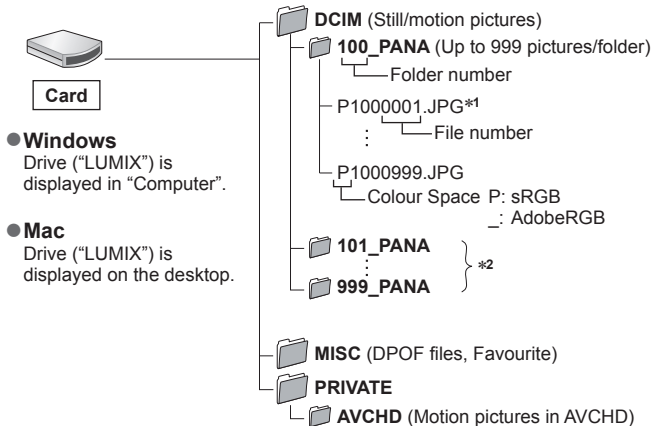 DCIM (Still/motion pictures)
100_PANA (Up to 999 pictures/folder)
Folder number
Card
P1000001.JPG*1
File number
●Windows
Drive (“LUMIX”) is
displayed in “Computer”.
P1000999.JPG
Colour Space P: sRGB
_: AdobeRGB
●Mac
Drive (“LUMIX”) is
displayed on the desktop.
101_PANA
*2
999_PANA
MISC (DPOF files, Favourite)
PRIVATE
AVCHD (Motion pictures in AVCHD)